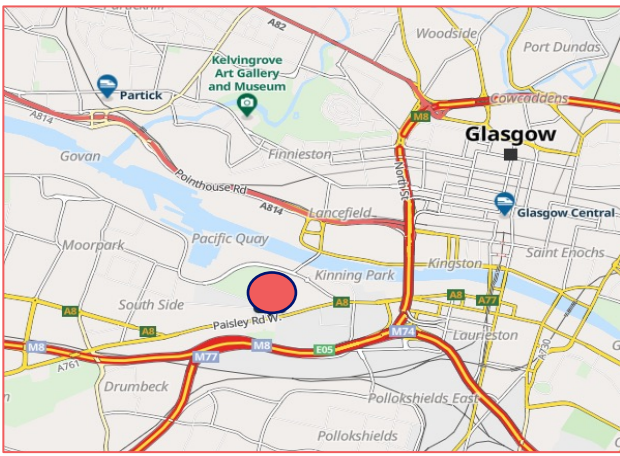 A82
Woodside
Port Dundas
Kelvingrove
Art Gallery
and Museum
Partick
Cowcaddens
M8
A814
Glasgow
Govan
Finnieston
North St
Pointhouse Rd
A814
Lancefield
Glasgow Central
Moorpark
Pacific Quay
Saint Enochs
Kinning Park
Kingston
South Side
A8
A8
A77
A8
Paisley Rd W.
A8
M74
Laurieston
M8
M77
M8
E05
A761
A730
Drumbeck
Pollokshields East
Pollokshields